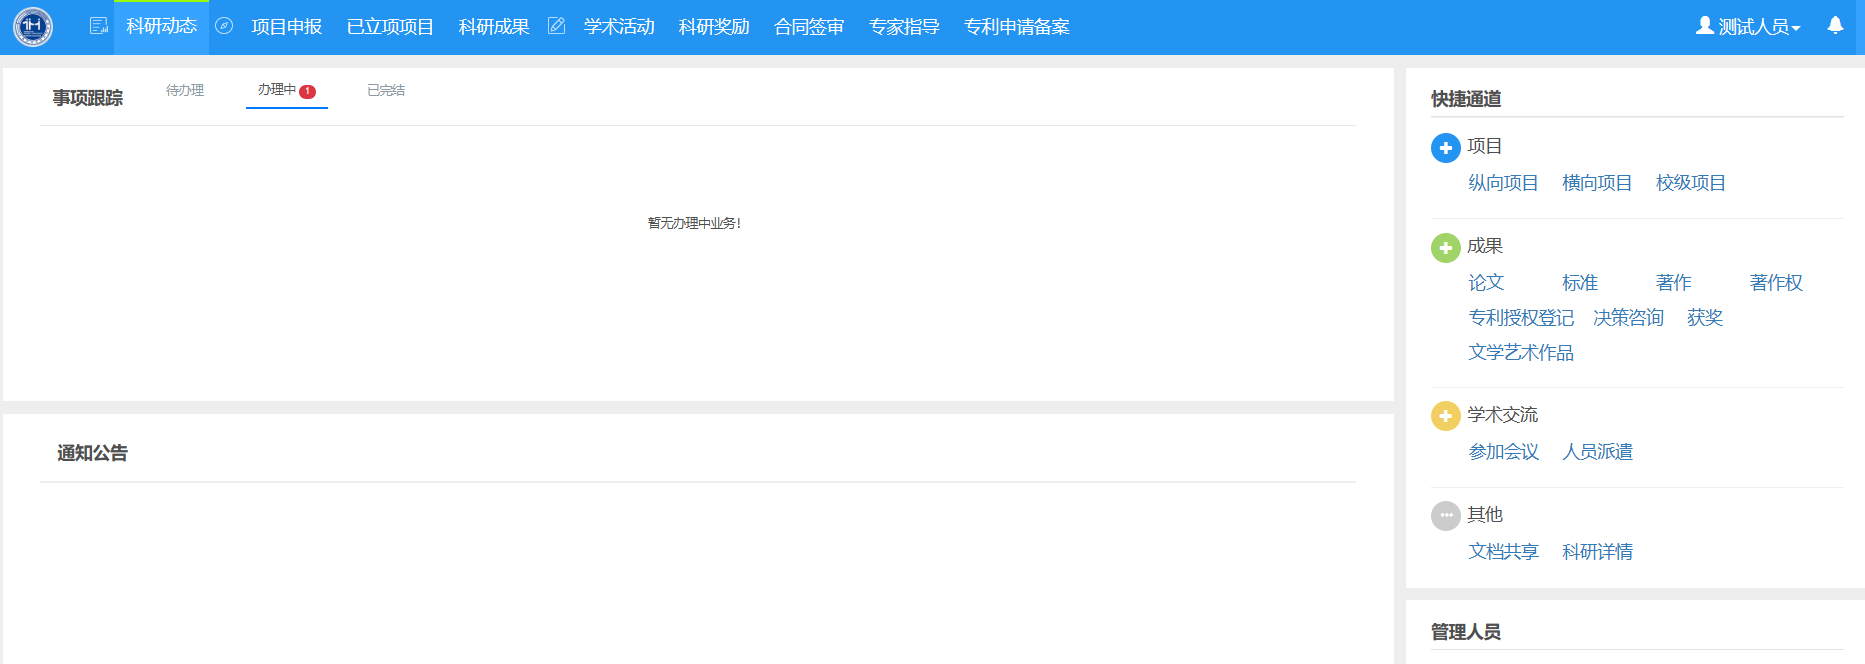 科研动态 项目申报 已立项项目 科研成果 学术活动 科研奖励 合同签审 专家指导 专利申请备案 测试人员
事项跟踪 待办理 办理中 1 已完结
暂无办理中业务!
通知公告
快捷通道
项目
纵向项目 横向项目 校级项目
成果
论文 标准 著作 著作权
专利授权登记 决策咨询 获奖
文学艺术作品
学术交流
参加会议 人员派遣
其他
文档共享 科研详情
管理人员